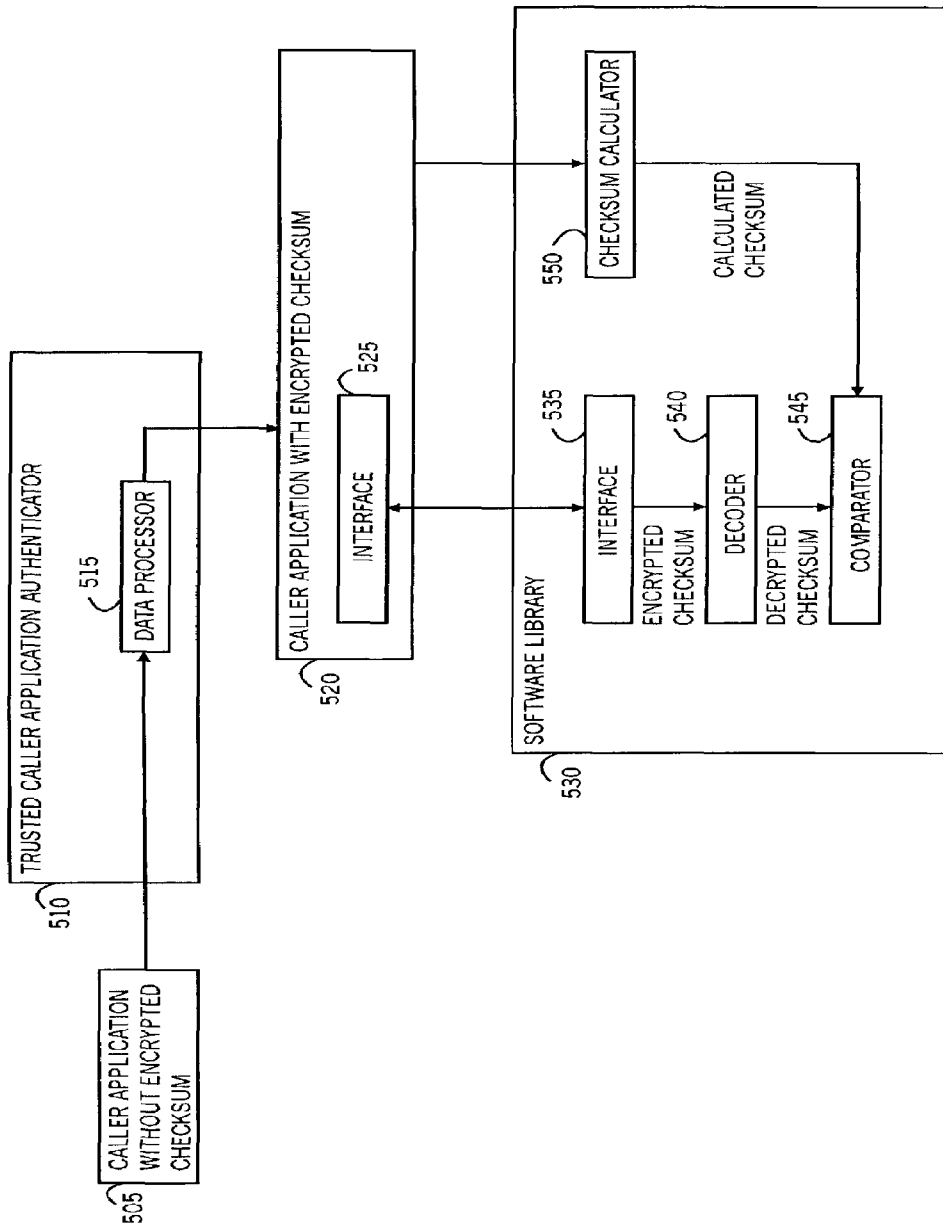 TRUSTED CALLER APPLICATION AUTHENTICATOR
510
515
DATA PROCESSOR
CALLER APPLICATION
WITHOUT ENCRYPTED
CHECKSUM
505
CALLER APPLICATION WITH ENCRYPTED CHECKSUM
520
525
INTERFACE
SOFTWARE LIBRARY
530
535
INTERFACE
ENCRYPTED
CHECKSUM
540
DECODER
DECRYPTED
CHECKSUM
545
COMPARATOR
550
CHECKSUM CALCULATOR
CALCULATED
CHECKSUM